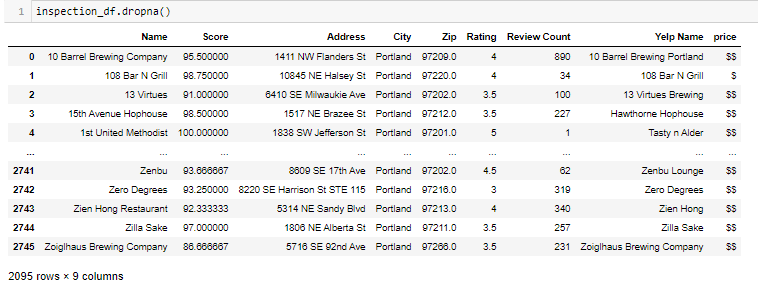 1 inspection_df.dropna()
Name Score Address City Zip Rating Review Count Yelp Name price
0 10 Barrel Brewing Company 95.500000 1411 NW Flanders St Portland 97209.0 4 890 10 Barrel Brewing Portland $$
1 108 Bar N Grill 98.750000 10845 NE Halsey St Portland 97220.0 4 34 108 Bar N Grill $
2 13 Virtues 91.000000 6410 SE Milwaukie Ave Portland 97202.0 3.5 100 13 Virtues Brewing $$
3 15th Avenue Hophouse 98.500000 1517 NE Brazee St Portland 97212.0 3.5 227 Hawthorne Hophouse $$
4 1st United Methodist 100.000000 1838 SW Jefferson St Portland 97201.0 5 1 Tasty n Alder $$
... ... ... ... ... ... ... ... ... ...
2741 Zenbu 93.666667 8609 SE 17th Ave Portland 97202.0 4.5 62 Zenbu Lounge $$
2742 Zero Degrees 93.250000 8220 SE Harrison St STE 115 Portland 97216.0 3 319 Zero Degrees $$
2743 Zien Hong Restaurant 92.333333 5314 NE Sandy Blvd Portland 97213.0 4 340 Zien Hong $$
2744 Zilla Sake 97.000000 1806 NE Alberta St Portland 97211.0 3.5 257 Zilla Sake $$
2745 Zoiglhaus Brewing Company 86.666667 5716 SE 92nd Ave Portland 97266.0 3.5 231 Zoiglhaus Brewing Company $$
2095 rows × 9 columns